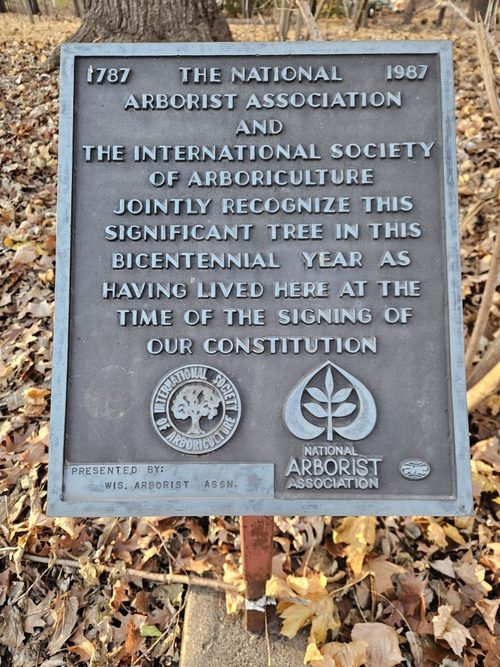 1787 THE NATIONAL 1987
ARBORIST ASSOCIATION
AND
THE INTERNATIONAL SOCIETY
OF ARBORICULTURE
JOINTLY RECOGNIZE THIS
SIGNIFICANT TREE IN THIS
BICENTENNIAL YEAR AS
HAVING LIVED HERE AT THE
TIME OF THE SIGNING OF
OUR CONSTITUTION
INTERNATIONAL SOCIETY
OF ARBORICULTURE
NATIONAL
ARBORIST
ASSOCIATION
PRESENTED BY:
WIS. ARBORIST ASSN.